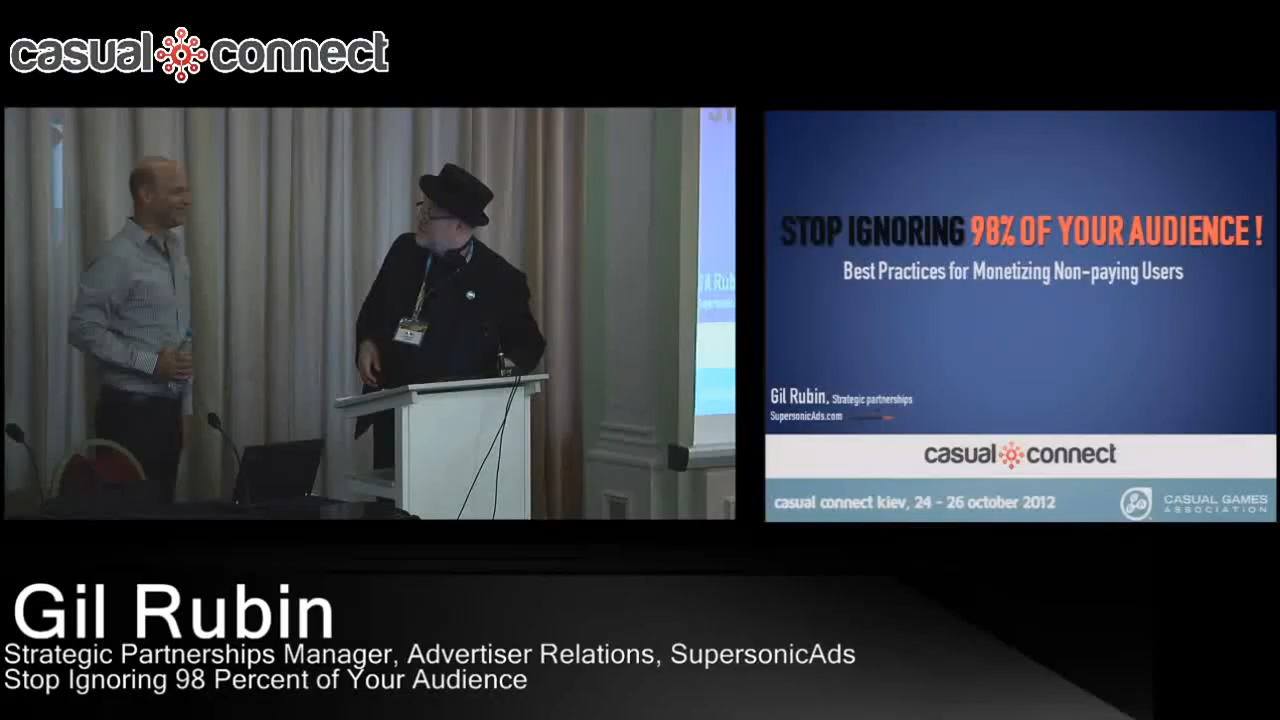 casual connect
STOP IGNORING 98% OF YOUR AUDIENCE !
Best Practices for Monetizing Non-paying Users
Gil Rubin, Strategic partnerships
SupersonicAds.com
casual connect
casual connect kiev, 24 - 26 october 2012
CASUAL GAMES
ASSOCIATION
Gil Rubin
Strategic Partnerships Manager, Advertiser Relations, SupersonicAds
Stop Ignoring 98 Percent of Your Audience